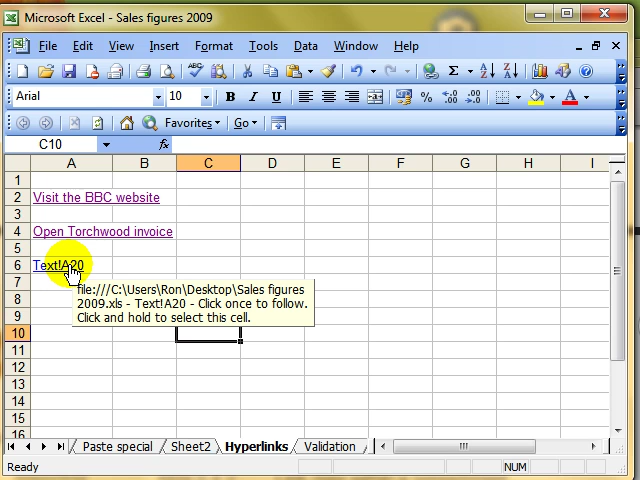 Microsoft Excel - Sales figures 2009
File Edit View Insert Format Tools Data Window Help
Arial 10 B I U
Favorites Go
C10 fx
A B C D E F G H I
1
2 Visit the BBC website
3
4 Open Torchwood invoice
5
6 Text!A20
7
file:///C:\Users\Ron\Desktop\Sales figures
8
2009.xls - Text!A20 - Click once to follow.
9
Click and hold to select this cell.
10
11
12
13
14
15
16
Paste special Sheet2 Hyperlinks Validation
Ready NUM